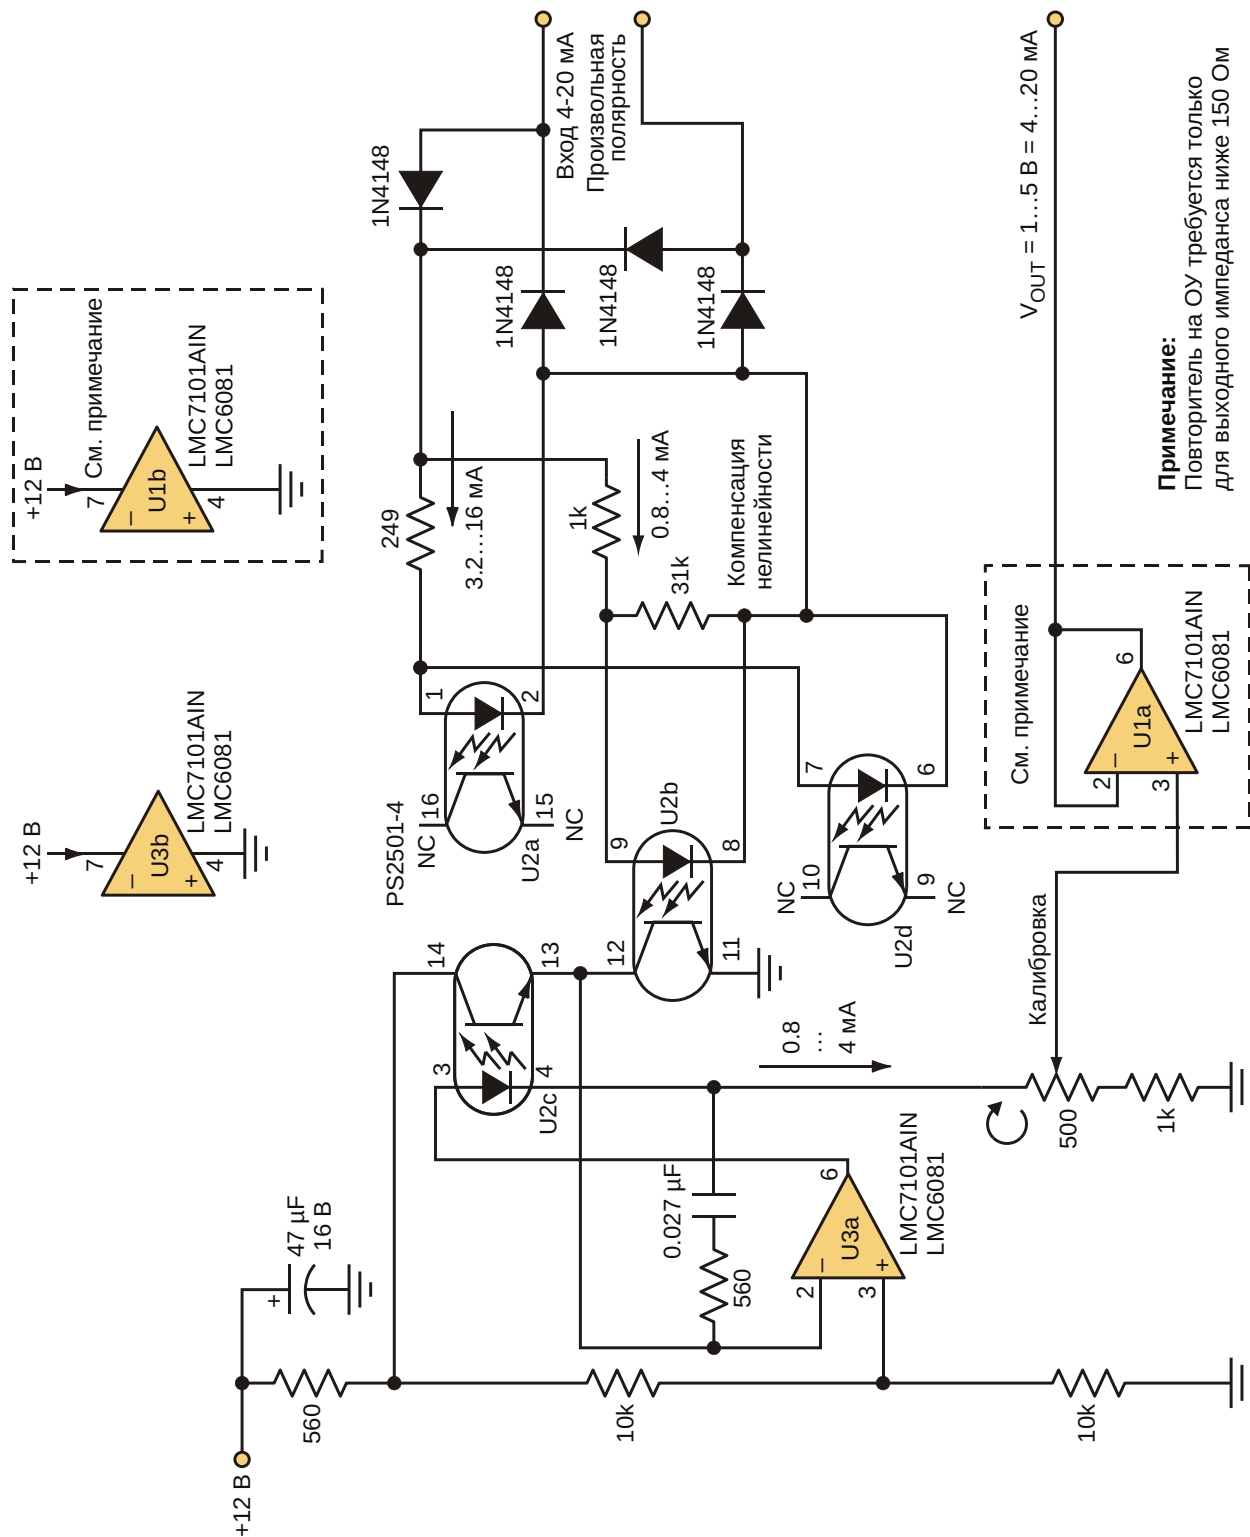 +12 В
7
U3b
4
LMC7101AIN
LMC6081
+12 В
7
U1b
4
См. примечание
LMC7101AIN
LMC6081
+12 В
560
+
47 µF
16 В
10k
10k
14
13
3
4
U2c
0.027 µF
560
2
3
6
−
+
U3a
LMC7101AIN
LMC6081
0.8
…
4 мА
500
1k
Калибровка
PS2501-4
NC
16
15
NC
1
2
U2a
12
11
9
8
U2b
NC
10
9
NC
7
6
U2d
249
3.2…16 мА
1k
0.8…4 мА
31k
Компенсация
нелинейности
1N4148
1N4148
1N4148
1N4148
Вход 4-20 мА
Произвольная
полярность
См. примечание
2
3
6
−
+
U1a
LMC7101AIN
LMC6081
V OUT = 1…5 В = 4…20 мА
Примечание:
Повторитель на ОУ требуется только
для выходного импеданса ниже 150 Ом
−
+
−
+